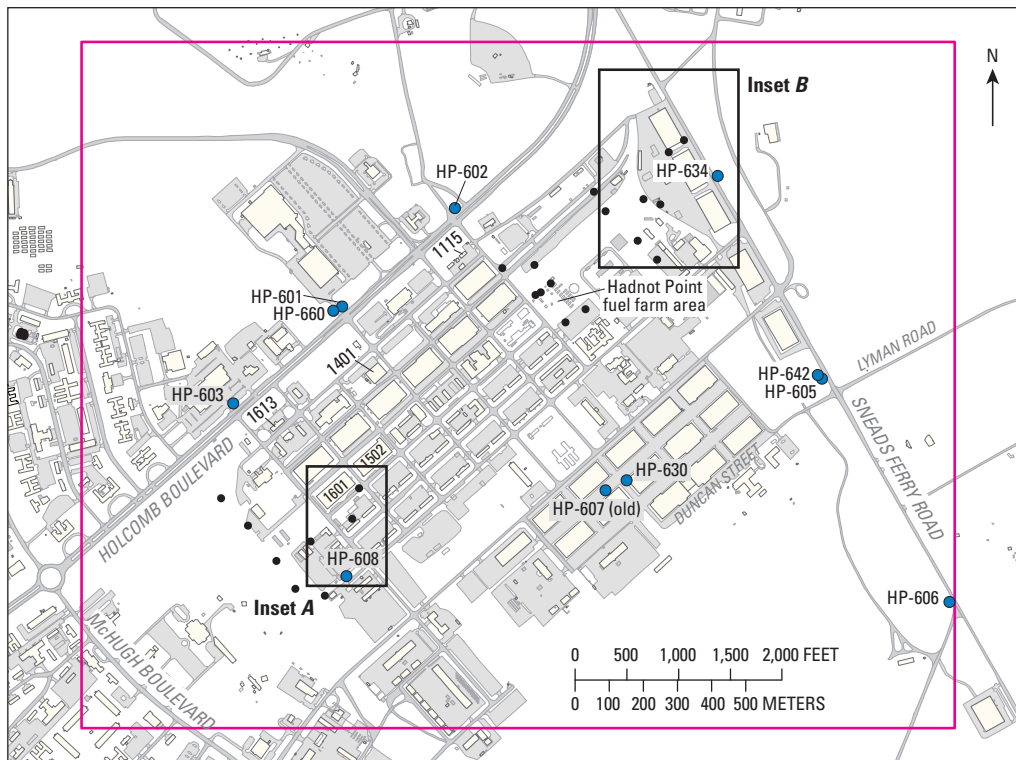 N
Inset B
HP-634
HP-602
1115
Hadnot Point
fuel farm area
HP-601
HP-660
1401
LYMAN ROAD
HP-642
HP-605
HP-603
1613
SNEADS FERRY ROAD
HOLCOMB BOULEVARD
1502
1601
HP-630
HP-607 (old)
DUNCAN STREET
HP-608
Inset A
HP-606
McHUGH BOULEVARD
0 500 1,000 1,500 2,000 FEET
0 100 200 300 400 500 METERS